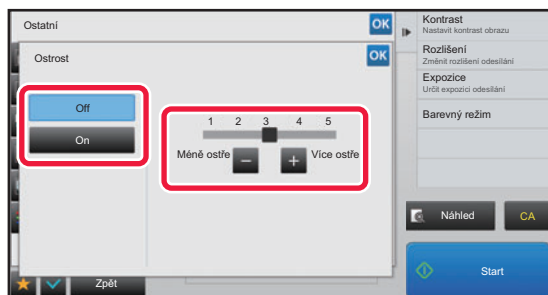 Ostatní
OK
Ostrost
OK
Off
On
1 2 3 4 5
Méně ostře
−
+
Více ostře
Zpět
Kontrast
Nastavit kontrast obrazu
Rozlišení
Změnit rozlišení odesílání
Expozice
Určit expozici odesílání
Barevný režim
Náhled
CA
Start